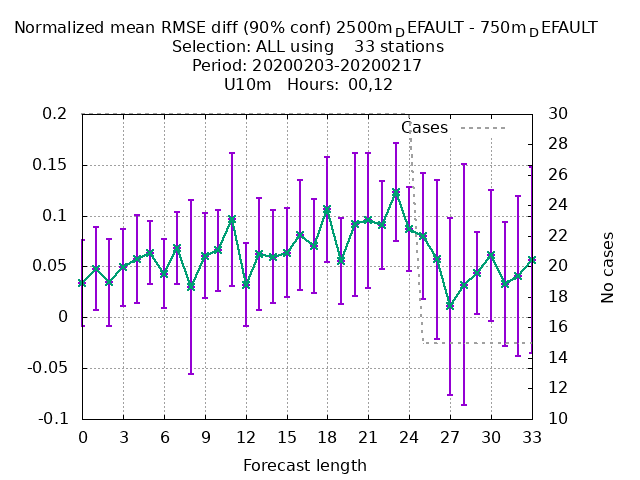 Normalized mean RMSE diff (90% conf) 2500m_DEFAULT - 750m_DEFAULT
Selection: ALL using    33 stations
Period: 20200203-20200217
U10m   Hours:  00,12
Cases
0.2
0.15
0.1
0.05
0
-0.05
-0.1
30
28
26
24
22
20
18
16
14
12
10
No cases
0 3 6 9 12 15 18 21 24 27 30 33
Forecast length